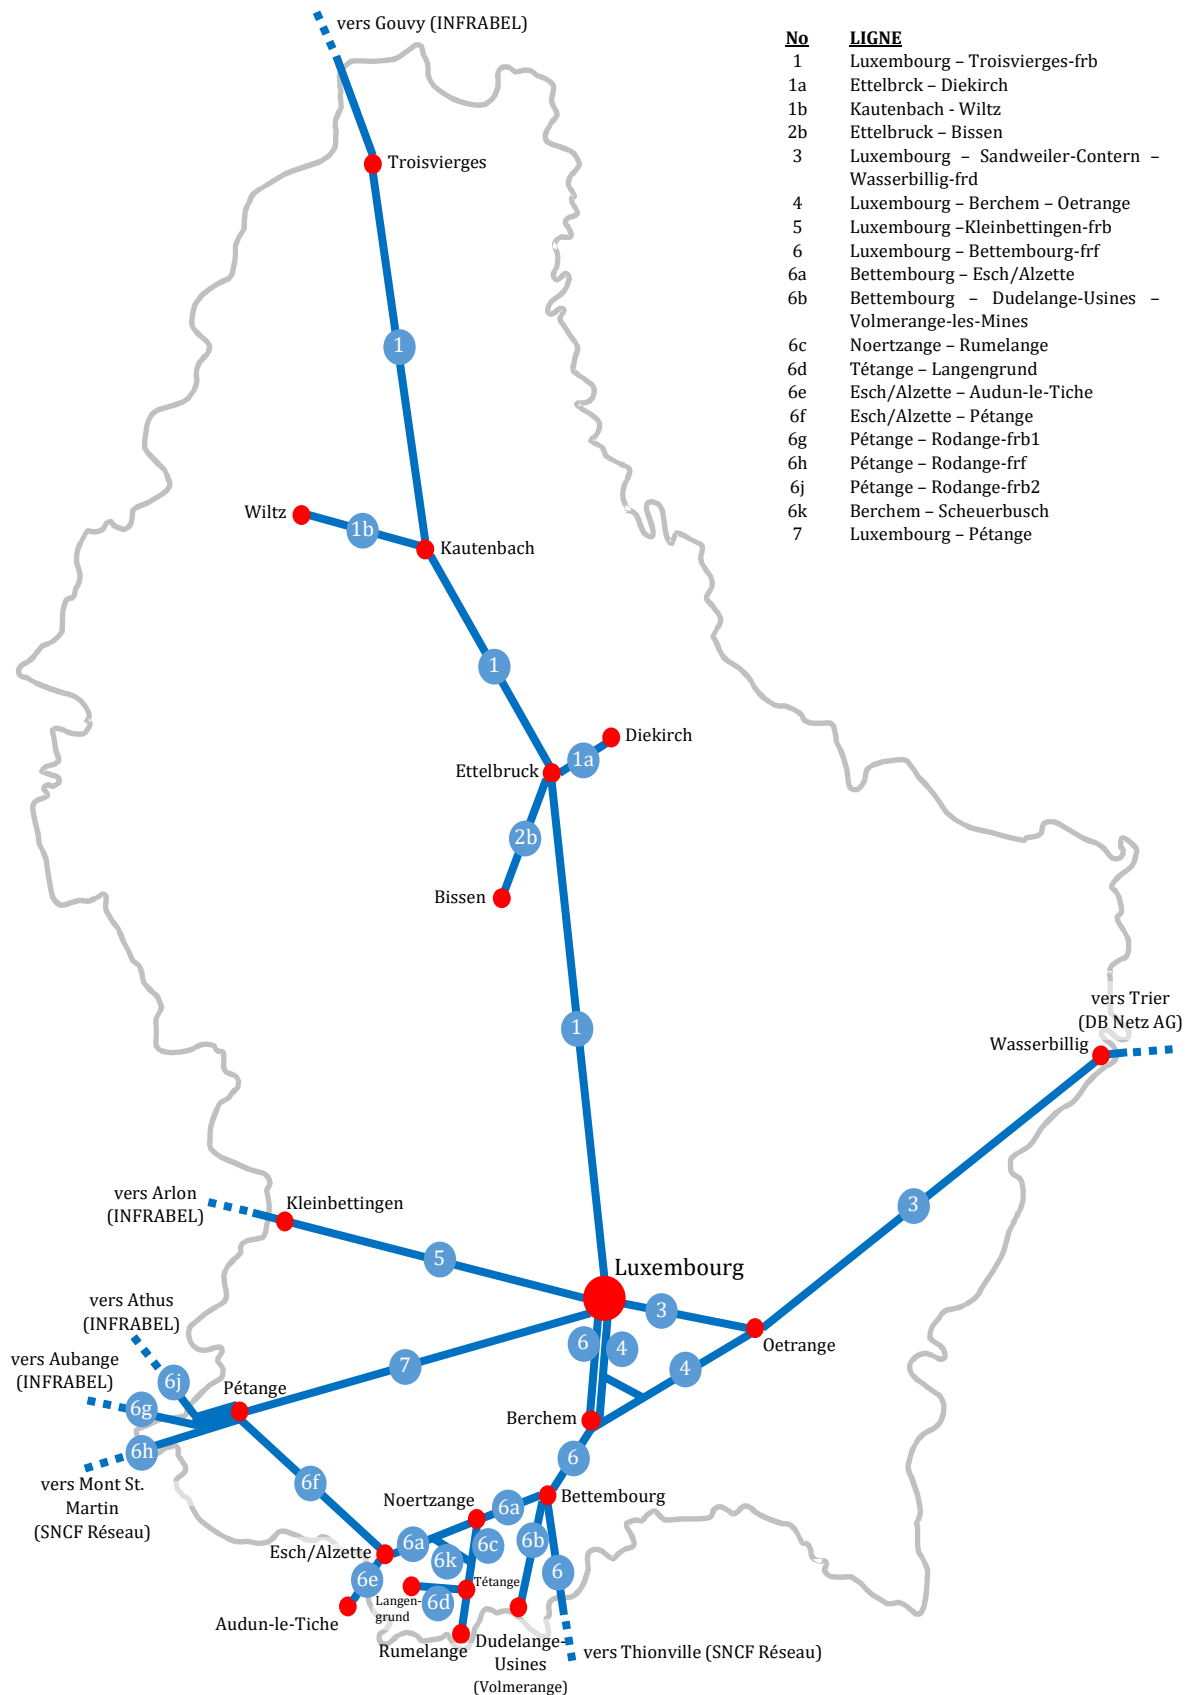 vers Gouvy (INFRABEL)
No LIGNE
1 Luxembourg – Troisvierges-frb
1a Ettelbrck – Diekirch
1b Kautenbach - Wiltz
2b Ettelbruck – Bissen
3 Luxembourg – Sandweiler-Contern –
Wasserbillig-frd
4 Luxembourg – Berchem – Oetrange
5 Luxembourg –Kleinbettingen-frb
6 Luxembourg – Bettembourg-frf
6a Bettembourg – Esch/Alzette
6b Bettembourg – Dudelange-Usines –
Volmerange-les-Mines
6c Noertzange – Rumelange
6d Tétange – Langengrund
6e Esch/Alzette – Audun-le-Tiche
6f Esch/Alzette – Pétange
6g Pétange – Rodange-frb1
6h Pétange – Rodange-frf
6j Pétange – Rodange-frb2
6k Berchem – Scheuerbusch
7 Luxembourg – Pétange
Troisvierges
1
Wiltz
1b
Kautenbach
1
Diekirch
1a
Ettelbruck
2b
Bissen
1
vers Trier
(DB Netz AG)
Wasserbillig
vers Arlon
(INFRABEL)
Kleinbettingen
3
5
Luxembourg
3
vers Athus
(INFRABEL)
6
4
Oetrange
vers Aubange
(INFRABEL)
7
4
6j
Pétange
6g
Berchem
6h
6
vers Mont St.
Martin
(SNCF Réseau)
6f
Noertzange
6a
Bettembourg
Esch/Alzette
6a
6c
6b
6k
6
6e
Tétange
Langen-
grund
6d
Audun-le-Tiche
Rumelange
Dudelange-
Usines
(Volmerange)
vers Thionville (SNCF Réseau)